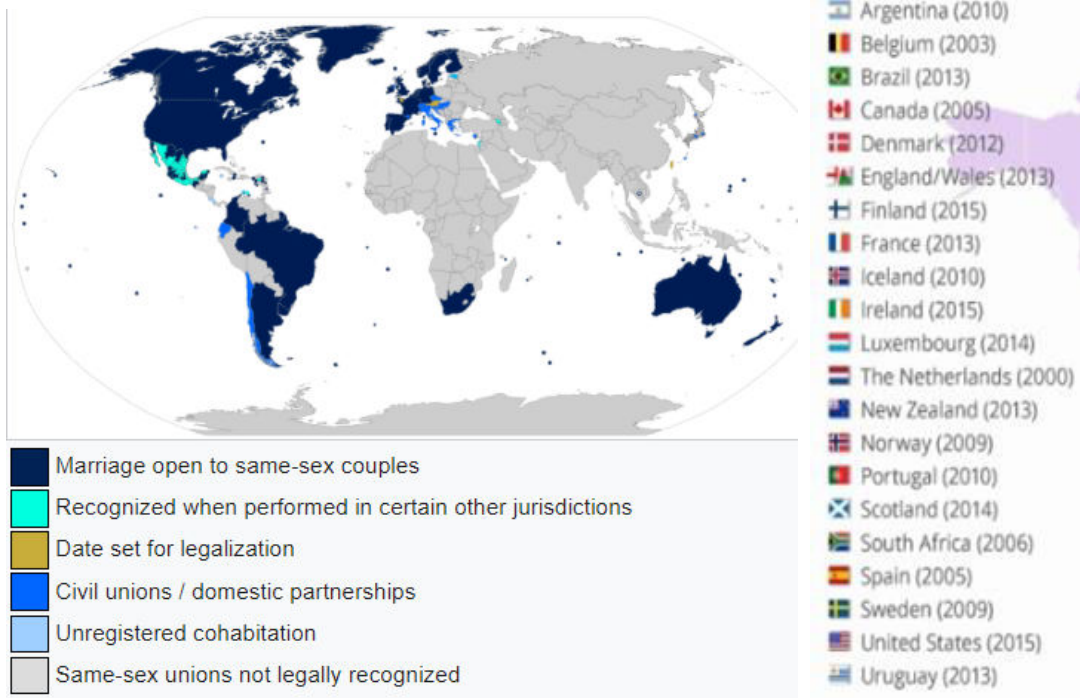 Marriage open to same-sex couples
Recognized when performed in certain other jurisdictions
Date set for legalization
Civil unions / domestic partnerships
Unregistered cohabitation
Same-sex unions not legally recognized
Argentina (2010)
Belgium (2003)
Brazil (2013)
Canada (2005)
Denmark (2012)
England/Wales (2013)
Finland (2015)
France (2013)
Iceland (2010)
Ireland (2015)
Luxembourg (2014)
The Netherlands (2000)
New Zealand (2013)
Norway (2009)
Portugal (2010)
Scotland (2014)
South Africa (2006)
Spain (2005)
Sweden (2009)
United States (2015)
Uruguay (2013)